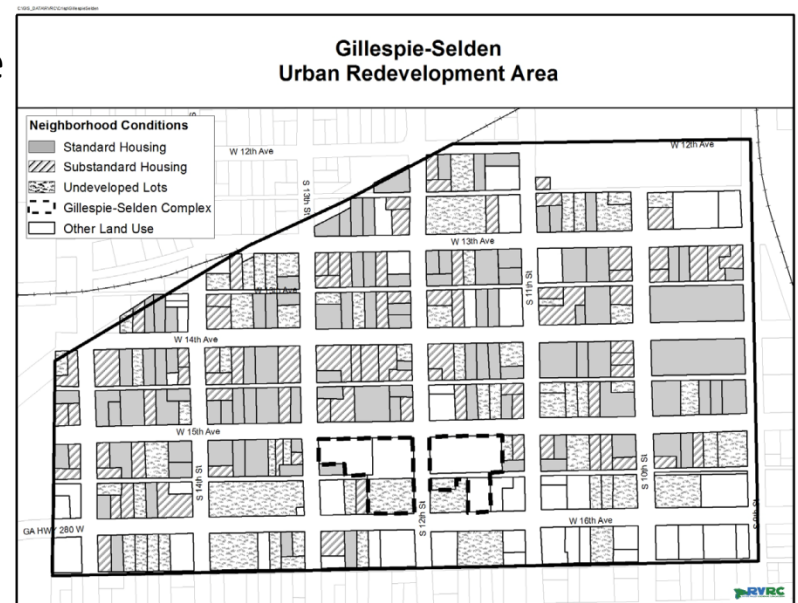 e
Gillespie-Selden
Urban Redevelopment Area
Neighborhood Conditions
Standard Housing
Substandard Housing
Undeveloped Lots
Gillespie-Selden Complex
Other Land Use
W 12th Ave
W 12th Ave
S 13th St
W 13th Ave
S 11th St
W 14th Ave
W 15th Ave
S 14th St
S 12th St
S 10th St
W 16th Ave
GA HWY 280 W
RVRC